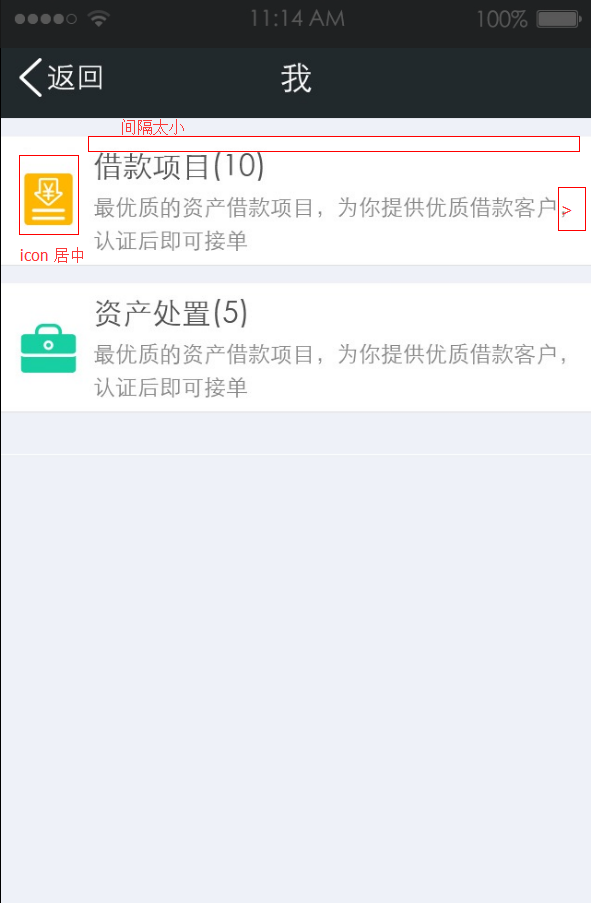 11:14 AM 100%
返回 我
间隔太小
借款项目(10)
最优质的资产借款项目，为你提供优质借款客户， >
认证后即可接单
icon 居中
资产处置(5)
最优质的资产借款项目，为你提供优质借款客户，
认证后即可接单